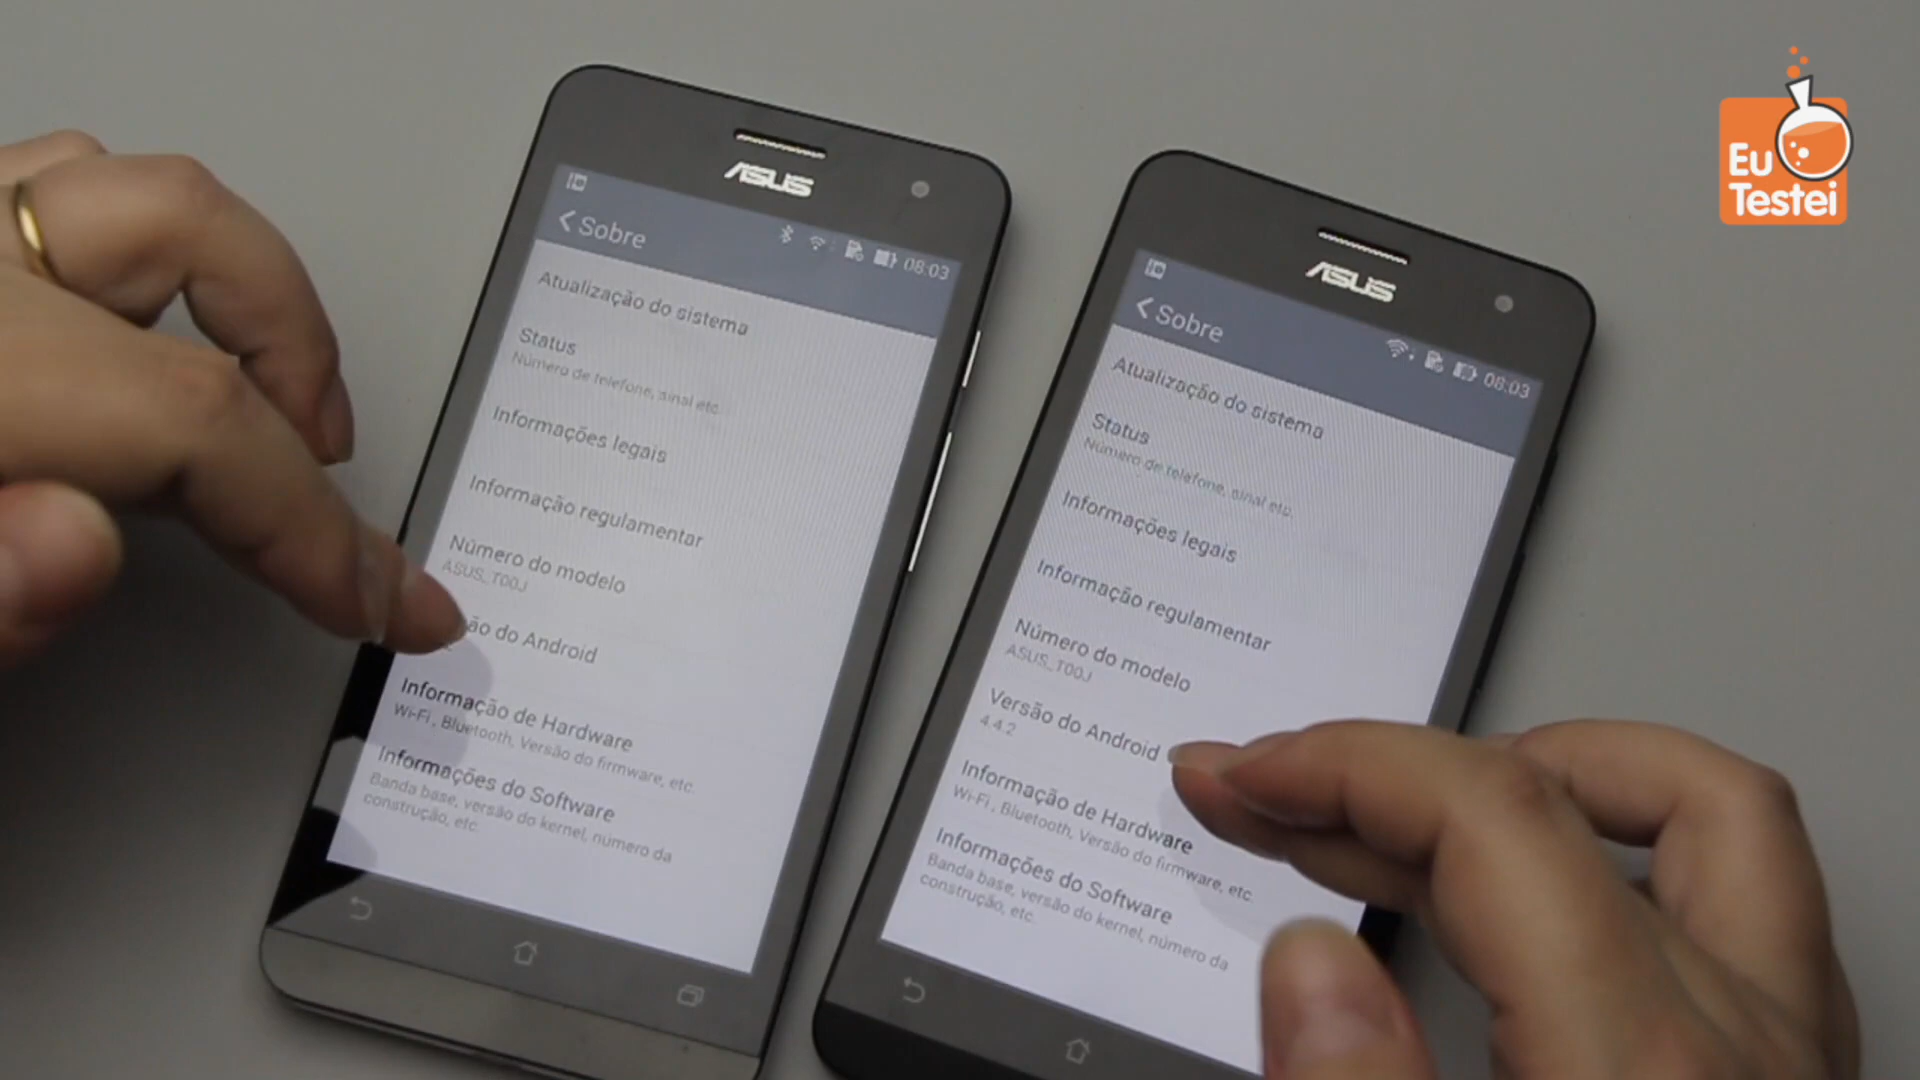 ASUS
Sobre
08:03
Atualização do sistema
Status
Número de telefone, sinal etc.
Informações legais
Informação regulamentar
Número do modelo
ASUS_T00J
ão do Android
Informação de Hardware
Wi-Fi , Bluetooth, Versão do firmware, etc.
Informações do Software
Banda base, versão do kernel, número da
construção, etc.
ASUS
Sobre
08:03
Atualização do sistema
Status
Número de telefone, sinal etc.
Informações legais
Informação regulamentar
Número do modelo
ASUS_T00J
Versão do Android
4.4.2
Informação de Hardware
Wi-Fi , Bluetooth, Versão do firmware, etc.
Informações do Software
Banda base, versão do kernel, número da
construção, etc.
Eu
Testei